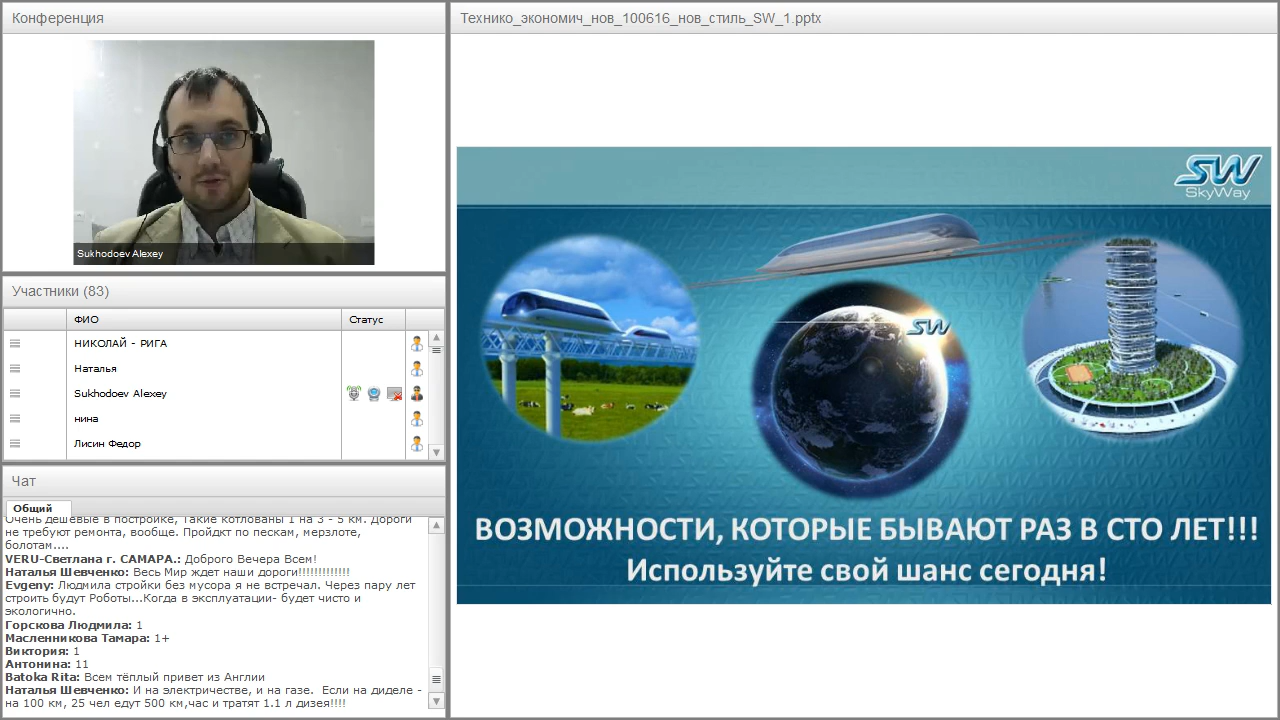 Конференция
Sukhodoev Alexey
Участники (83)
ФИО
Статус
НИКОЛАЙ - РИГА
Наталья
Sukhodoev Alexey
нина
Лисин Федор
Чат
Общий
Очень дешевые в постройке, Такие котлованы 1 на 3 - 5 км. Дороги
не требуют ремонта, вообще. Пройдкт по пескам, мерзлоте,
болотам....
VERU-Светлана г. САМАРА.: Доброго Вечера Всем!
Наталья Шевченко: Весь Мир ждет наши дороги!!!!!!!!!!!!!
Evgeny: Людмила стройки без мусора я не встречал. Через пару лет
строить будут Роботы...Когда в эксплуатации- будет чисто и
экологично.
Горскова Людмила: 1
Масленникова Тамара: 1+
Виктория: 1
Антонина: 11
Batoka Rita: Всем тёплый привет из Англии
Наталья Шевченко: И на электричестве, и на газе. Если на диделе -
на 100 км, 25 чел едут 500 км,час и тратят 1.1 л дизея!!!!
Технико_экономич_нов_100616_нов_стиль_SW_1.pptx
SW
SkyWay
SW
ВОЗМОЖНОСТИ, КОТОРЫЕ БЫВАЮТ РАЗ В СТО ЛЕТ!!!
Используйте свой шанс сегодня!